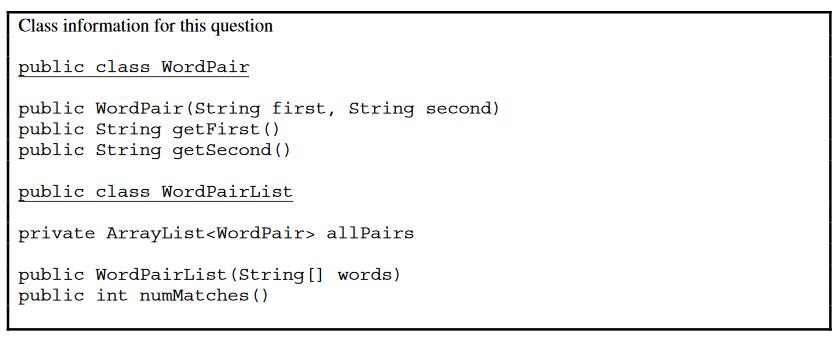 Class information for this question
public class WordPair
public WordPair(String first, String second)
public String getFirst()
public String getSecond()
public class WordPairList
private ArrayList<WordPair> allPairs
public WordPairList(String[] words)
public int numMatches()